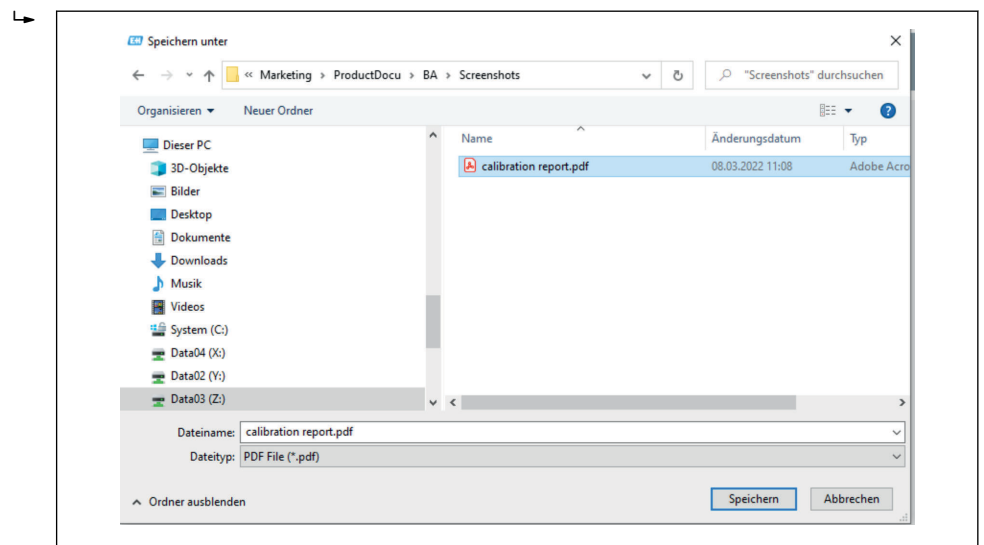 Speichern unter
« Marketing > ProductDocu > BA > Screenshots "Screenshots" durchsuchen
Organisieren Neuer Ordner
Dieser PC
3D-Objekte
Bilder
Desktop
Dokumente
Downloads
Musik
Videos
System (C:)
Data04 (X:)
Data02 (Y:)
Data03 (Z:)
Name Änderungsdatum Typ
calibration report.pdf 08.03.2022 11:08 Adobe Acro
Dateiname: calibration report.pdf
Dateityp: PDF File (*.pdf)
Ordner ausblenden Speichern Abbrechen